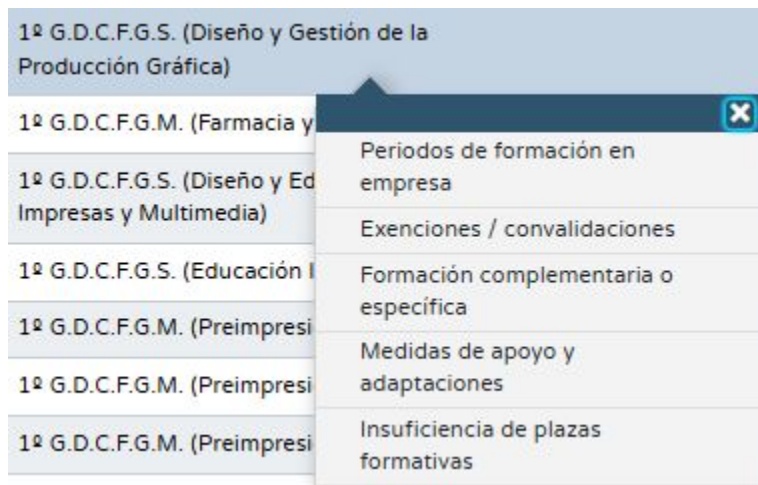 1º G.D.C.F.G.S. (Diseño y Gestión de la
Producción Gráfica)
1º G.D.C.F.G.M. (Farmacia y
1º G.D.C.F.G.S. (Diseño y Ed
Impresas y Multimedia)
1º G.D.C.F.G.S. (Educación I
1º G.D.C.F.G.M. (Preimpresi
1º G.D.C.F.G.M. (Preimpresi
1º G.D.C.F.G.M. (Preimpresi
Periodos de formación en
empresa
Exenciones / convalidaciones
Formación complementaria o
específica
Medidas de apoyo y
adaptaciones
Insuficiencia de plazas
formativas